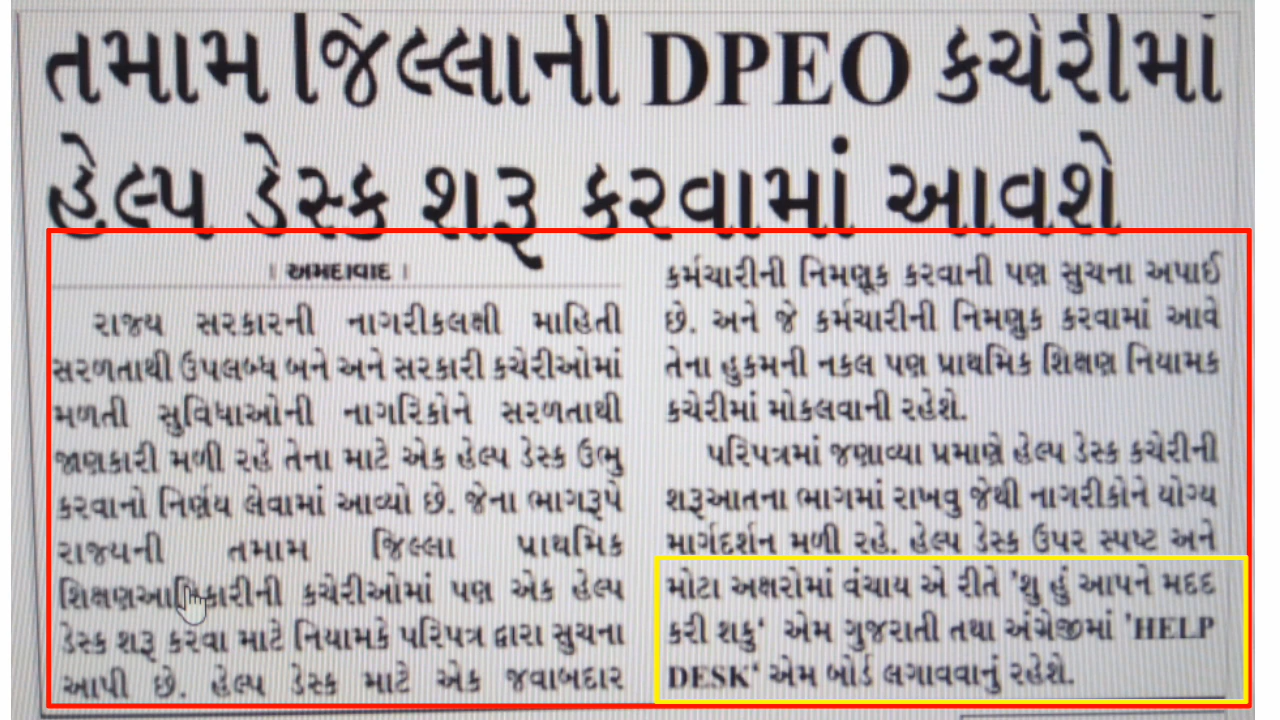 તમામ જિલ્લાની DPEO કચેરીમાં
હેલ્પ ડેસ્ક શરૂ કરવામાં આવશે
। અમદાવાદ ।
રાજ્ય સરકારની નાગરીકલક્ષી માહિતી
સરળતાથી ઉપલબ્ધ બને અને સરકારી કચેરીઓમાં
મળતી સુવિધાઓની નાગરિકોને સરળતાથી
જાણકારી મળી રહે તેના માટે એક હેલ્પ ડેસ્ક ઉભુ
કરવાનો નિર્ણય લેવામાં આવ્યો છે. જેના ભાગરૂપે
રાજ્યની તમામ જિલ્લા પ્રાથમિક
શિક્ષણઅધિકારીની કચેરીઓમાં પણ એક હેલ્પ
ડેસ્ક શરૂ કરવા માટે નિયામકે પરિપત્ર દ્વારા સુચના
આપી છે. હેલ્પ ડેસ્ક માટે એક જવાબદાર
કર્મચારીની નિમણૂક કરવાની પણ સુચના અપાઈ
છે. અને જે કર્મચારીની નિમણુક કરવામાં આવે
તેના હુકમની નકલ પણ પ્રાથમિક શિક્ષણ નિયામક
કચેરીમાં મોકલવાની રહેશે.
પરિપત્રમાં જણાવ્યા પ્રમાણે હેલ્પ ડેસ્ક કચેરીની
શરૂઆતના ભાગમાં રાખવુ જેથી નાગરીકોને યોગ્ય
માર્ગદર્શન મળી રહે. હેલ્પ ડેસ્ક ઉપર સ્પષ્ટ અને
મોટા અક્ષરોમાં વંચાય એ રીતે 'શુ હું આપને મદદ
કરી શકુ' એમ ગુજરાતી તથા અંગ્રેજીમાં 'HELP
DESK' એમ બોર્ડ લગાવવાનું રહેશે.